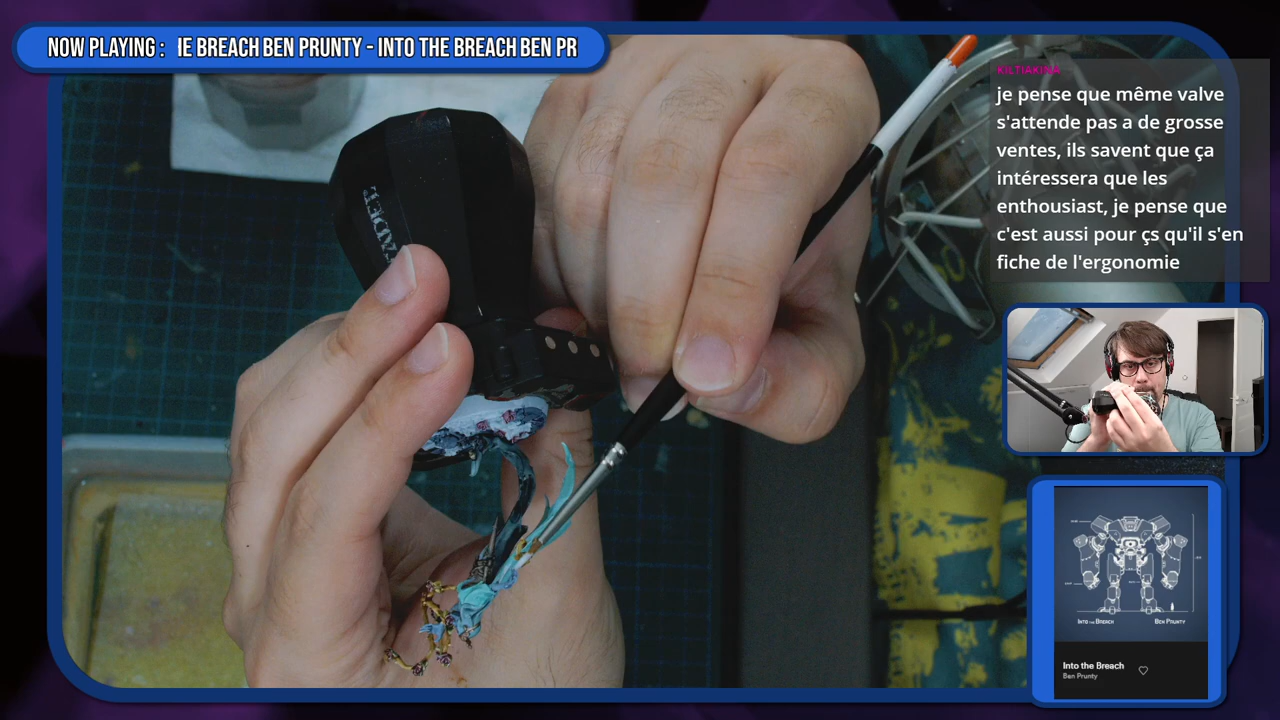 NOW PLAYING : IE BREACH BEN PRUNTY - INTO THE BREACH BEN PR
KILTIAKIRA
je pense que même valve
s'attende pas a de grosse
ventes, ils savent que ça
intéressera que les
enthousiast, je pense que
c'est aussi pour çs qu'il s'en
fiche de l'ergonomie
INTO THE BREACH BEN PRUNTY
Into the Breach
Ben Prunty